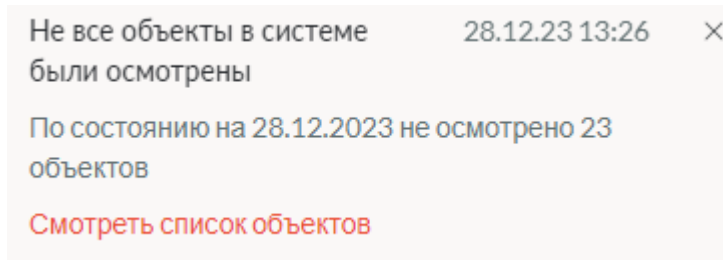 Не все объекты в системе 28.12.23 13:26
были осмотрены
По состоянию на 28.12.2023 не осмотрено 23
объектов
Смотреть список объектов